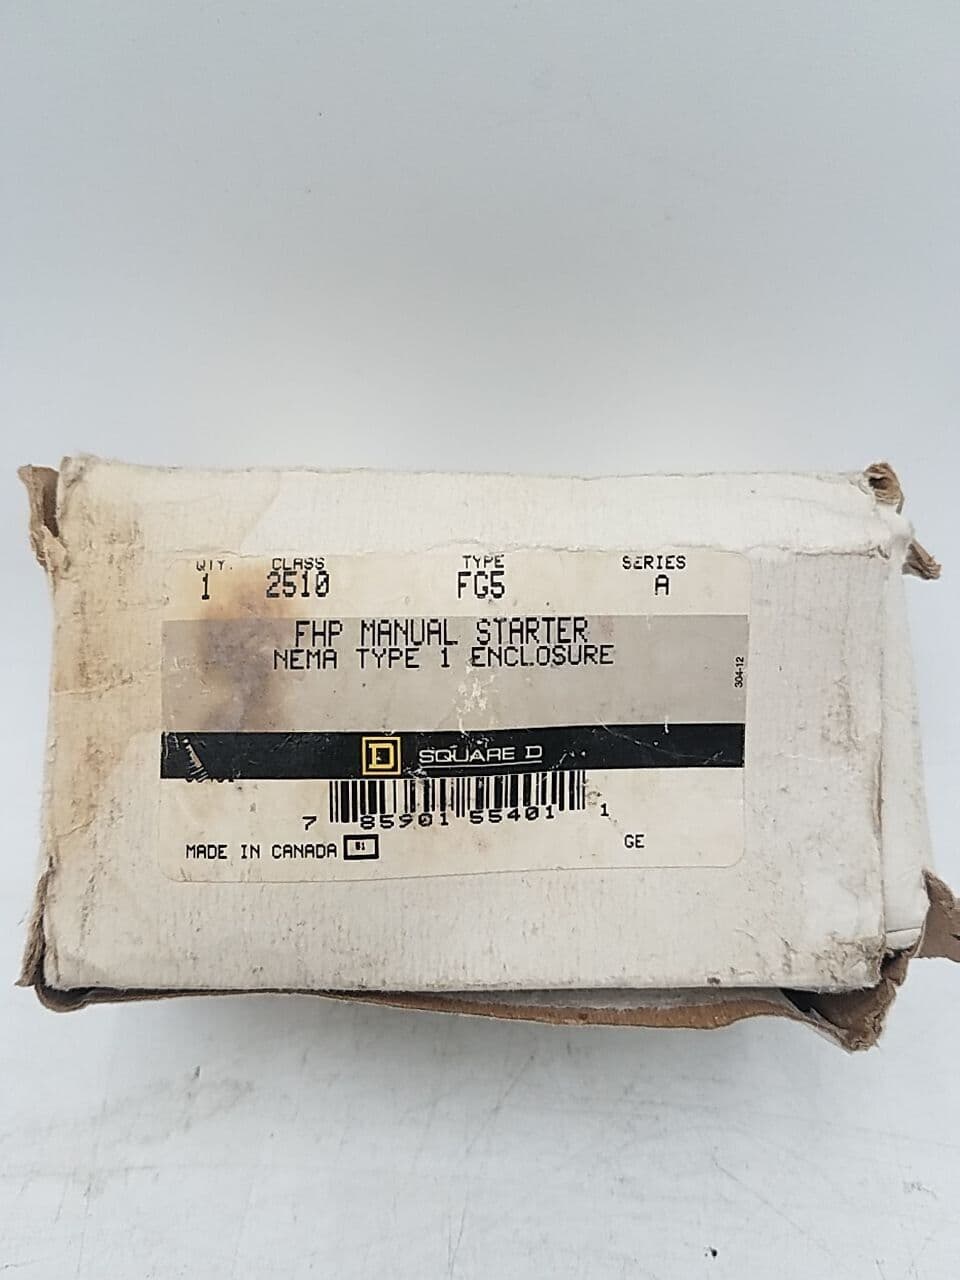 QTY. CLASS TYPE SERIES
1 2510 FG5 A
FHP MANUAL STARTER
NEMA TYPE 1 ENCLOSURE
304-12
D SQUARE D
7 85901 55401 1
MADE IN CANADA GE